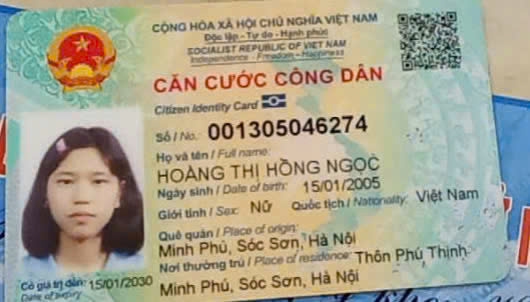 CỘNG HÒA XÃ HỘI CHỦ NGHĨA VIỆT NAM
Độc lập - Tự do - Hạnh phúc
SOCIALIST REPUBLIC OF VIET NAM
Independence - Freedom - Happiness
CĂN CƯỚC CÔNG DÂN
Citizen Identity Card
Số / No.: 001305046274
Họ và tên / Full name:
HOÀNG THỊ HỒNG NGỌC
Ngày sinh / Date of birth: 15/01/2005
Giới tính / Sex: Nữ Quốc tịch / Nationality: Việt Nam
Quê quán / Place of origin:
Minh Phú, Sóc Sơn, Hà Nội
Nơi thường trú / Place of residence: Thôn Phú Thịnh
Minh Phú, Sóc Sơn, Hà Nội
Có giá trị đến: 15/01/2030
Date of expiry